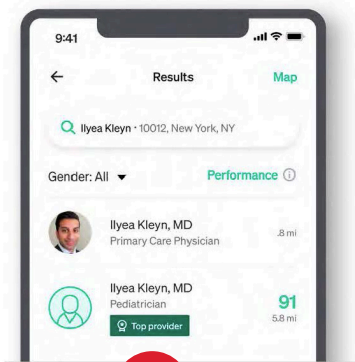 9:41
Results
Map
Ilyea Kleyn · 10012, New York, NY
Gender: All
Performance
Ilyea Kleyn, MD
Primary Care Physician
.8 mi
Ilyea Kleyn, MD
Pediatrician
91
5.8 mi
Top provider